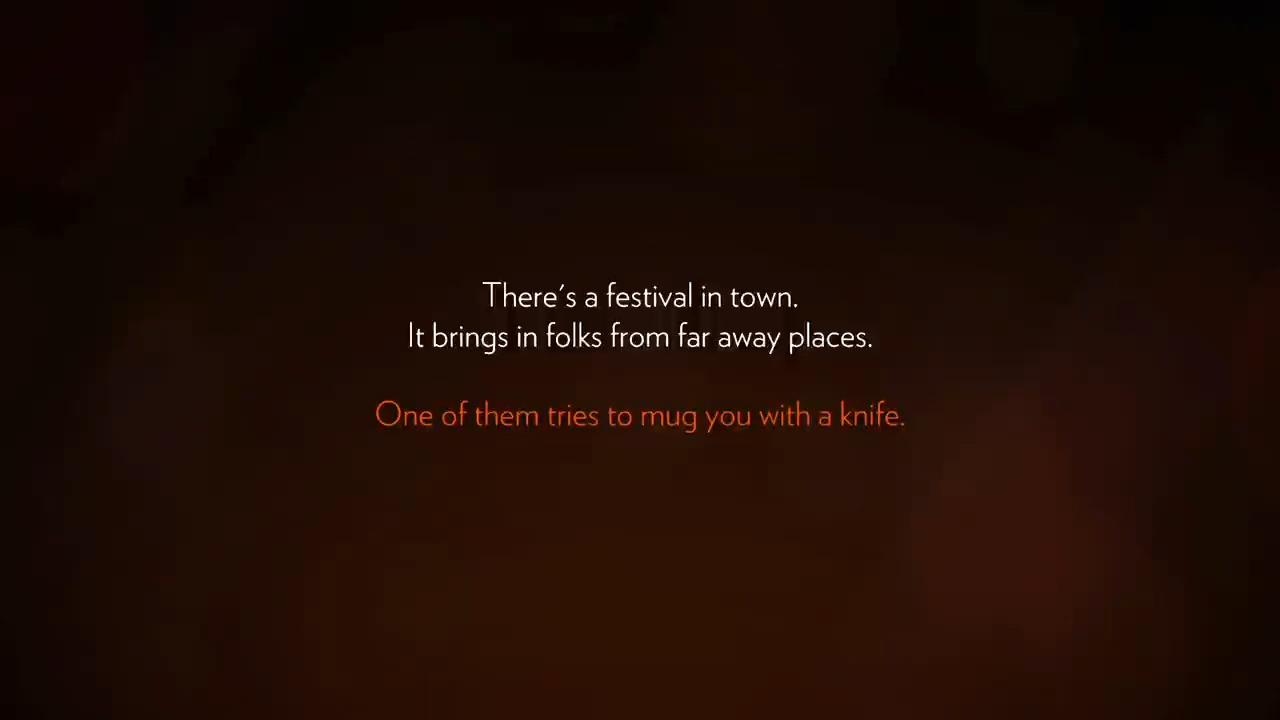 There's a festival in town.
It brings in folks from far away places.
One of them tries to mug you with a knife.